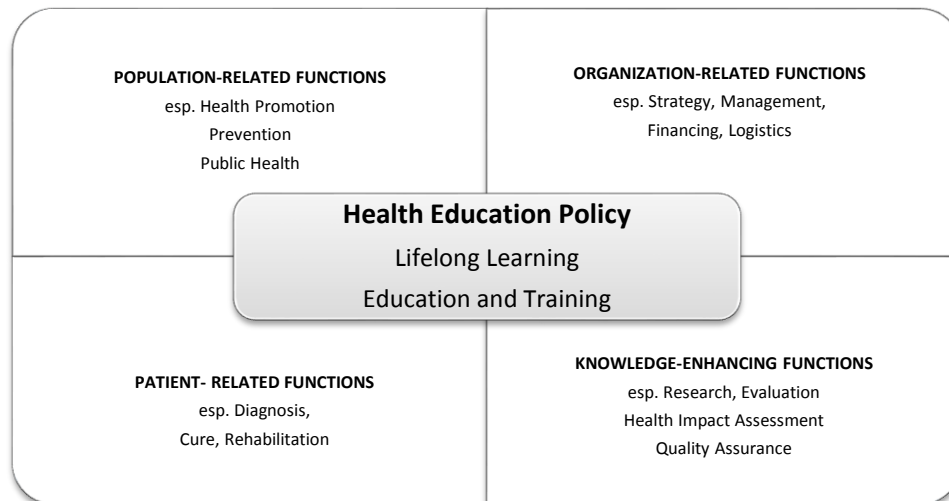 POPULATION-RELATED FUNCTIONS
esp. Health Promotion
Prevention
Public Health
ORGANIZATION-RELATED FUNCTIONS
esp. Strategy, Management,
Financing, Logistics
Health Education Policy
Lifelong Learning
Education and Training
PATIENT- RELATED FUNCTIONS
esp. Diagnosis,
Cure, Rehabilitation
KNOWLEDGE-ENHANCING FUNCTIONS
esp. Research, Evaluation
Health Impact Assessment
Quality Assurance